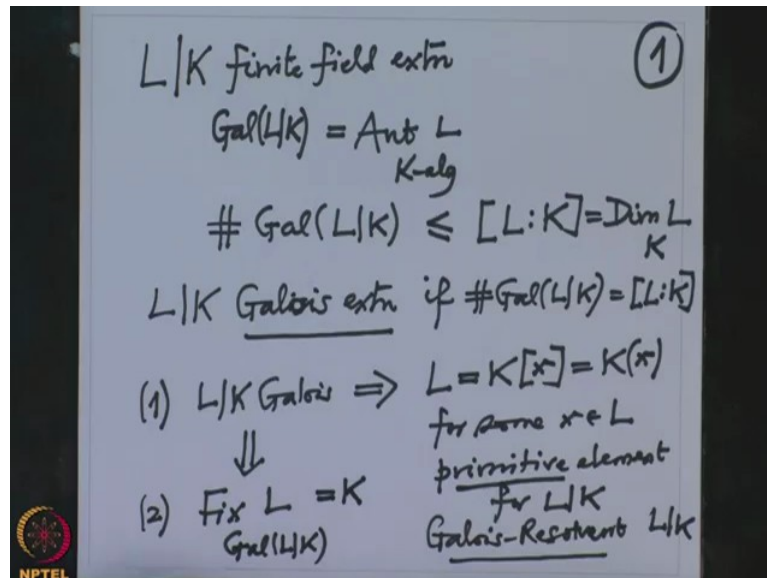 L|K finite field extn
①
Gal(L|K) = Aut L
K-alg
# Gal(L|K) ≤ [L:K] = Dim L
K
L|K Galois extn if #Gal(L|K) = [L:K]
(1) L|K Galois ⇒ L = K[x] = K(x)
for some x ∈ L
⇓
primitive element
(2) Fix L = K
for L|K
Gal(L|K)
Galois-Resolvent L|K
NPTEL